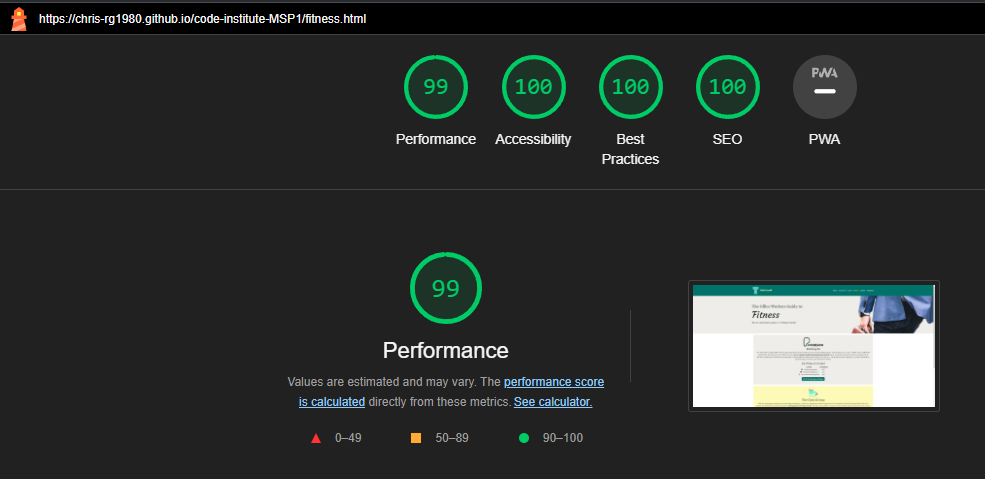 https://chris-rg1980.github.io/code-institute-MSP1/fitness.html
99
100
100
100
PWA
Performance
Accessibility
Best
Practices
SEO
PWA
99
Performance
Values are estimated and may vary. The performance score
is calculated directly from these metrics. See calculator.
0–49
50–89
90–100
The Office Workers Guide to
Fitness